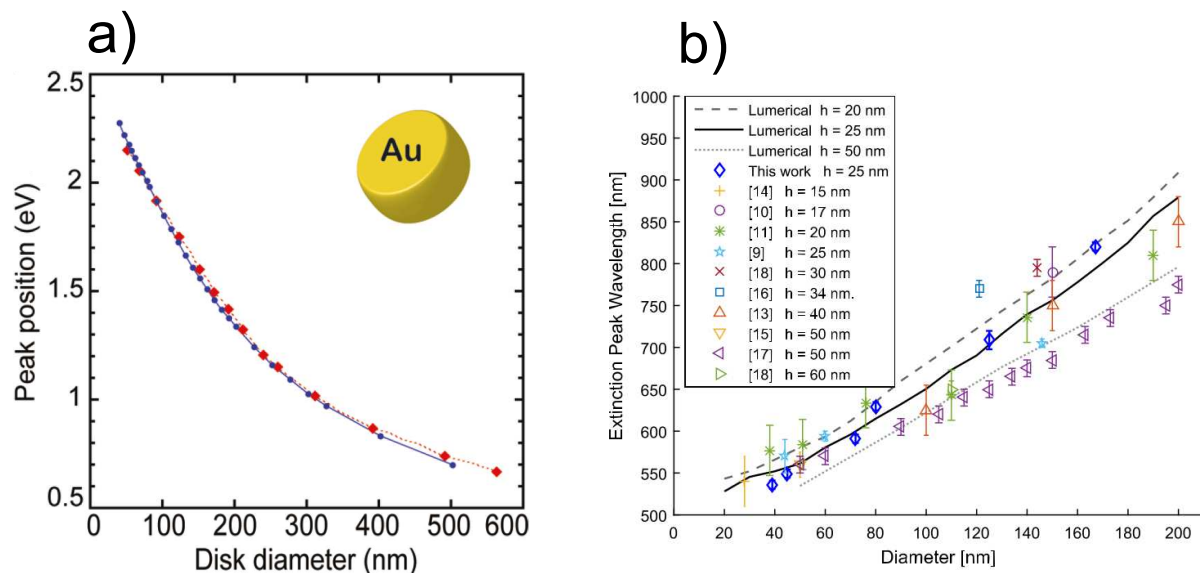 a)
2.5
2
1.5
1
0.5
Peak position (eV)
Au
0 100 200 300 400 500 600
Disk diameter (nm)
b)
1000
950
900
850
800
750
700
650
600
550
500
Extinction Peak Wavelength [nm]
Lumerical h = 20 nm
Lumerical h = 25 nm
Lumerical h = 50 nm
This work h = 25 nm
[14] h = 15 nm
[10] h = 17 nm
[11] h = 20 nm
[9] h = 25 nm
[18] h = 30 nm
[16] h = 34 nm.
[13] h = 40 nm
[15] h = 50 nm
[17] h = 50 nm
[18] h = 60 nm
0 20 40 60 80 100 120 140 160 180 200
Diameter [nm]